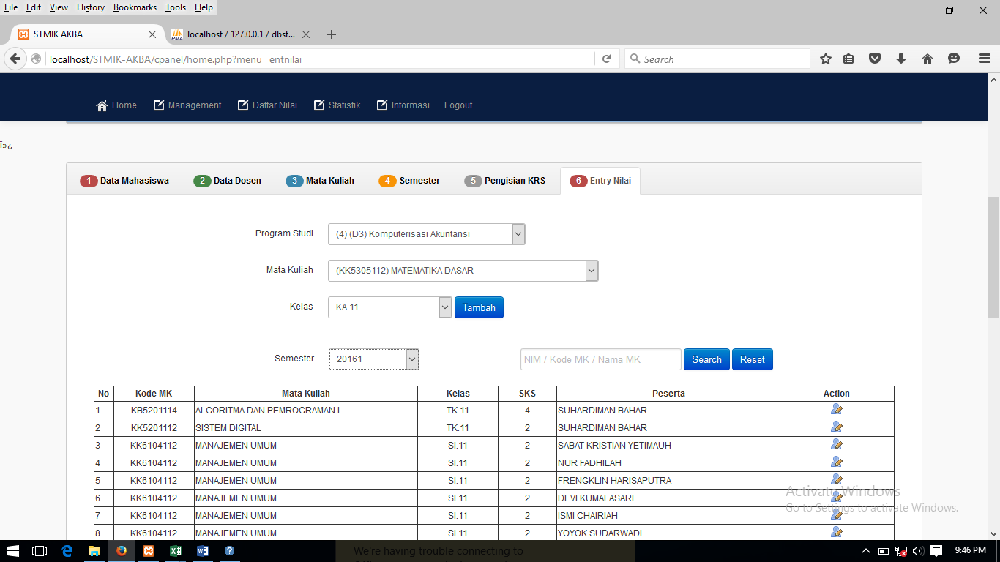 File Edit View History Bookmarks Tools Help
STMIK AKBA
localhost / 127.0.0.1 / dbst...
localhost/STMIK-AKBA/cpanel/home.php?menu=entnilai
Search
Home Management Daftar Nilai Statistik Informasi Logout
ï»¿
1 Data Mahasiswa 2 Data Dosen 3 Mata Kuliah 4 Semester 5 Pengisian KRS 6 Entry Nilai
Program Studi (4) (D3) Komputerisasi Akuntansi
Mata Kuliah (KK5305112) MATEMATIKA DASAR
Kelas KA.11 Tambah
Semester 20161 NIM / Kode MK / Nama MK Search Reset
No Kode MK Mata Kuliah Kelas SKS Peserta Action
1 KB5201114 ALGORITMA DAN PEMROGRAMAN I TK.11 4 SUHARDIMAN BAHAR
2 KK5201112 SISTEM DIGITAL TK.11 2 SUHARDIMAN BAHAR
3 KK6104112 MANAJEMEN UMUM SI.11 2 SABAT KRISTIAN YETIMAUH
4 KK6104112 MANAJEMEN UMUM SI.11 2 NUR FADHILAH
5 KK6104112 MANAJEMEN UMUM SI.11 2 FRENGKLIN HARISAPUTRA
6 KK6104112 MANAJEMEN UMUM SI.11 2 DEVI KUMALASARI
7 KK6104112 MANAJEMEN UMUM SI.11 2 ISMI CHAIRIAH
8 KK6104112 MANAJEMEN UMUM SI.11 2 YOYOK SUDARWADI
Activate Windows
Go to Settings to activate Windows.
We're having trouble connecting to
9:46 PM